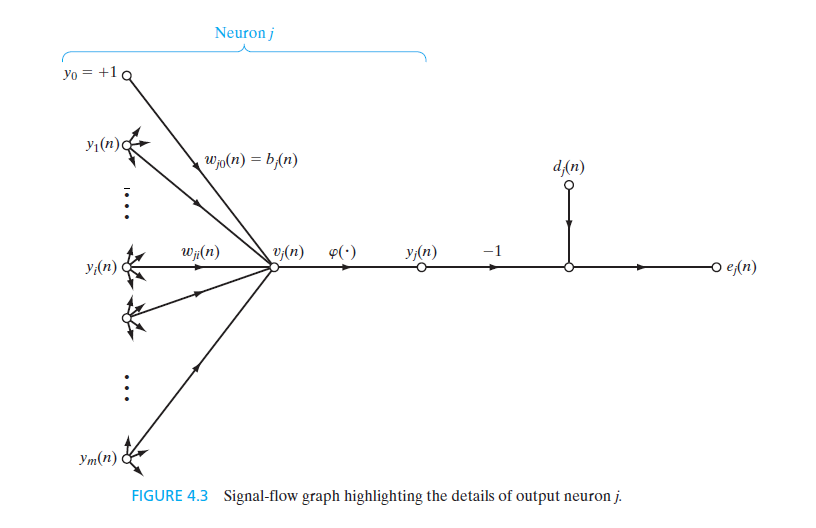 Neuron j
y₀ = +1
y₁(n)
wⱼ₀(n) = bⱼ(n)
dⱼ(n)
wⱼᵢ(n)
vⱼ(n)
φ(·)
yⱼ(n)
−1
yᵢ(n)
eⱼ(n)
yₘ(n)
FIGURE 4.3 Signal-flow graph highlighting the details of output neuron j.